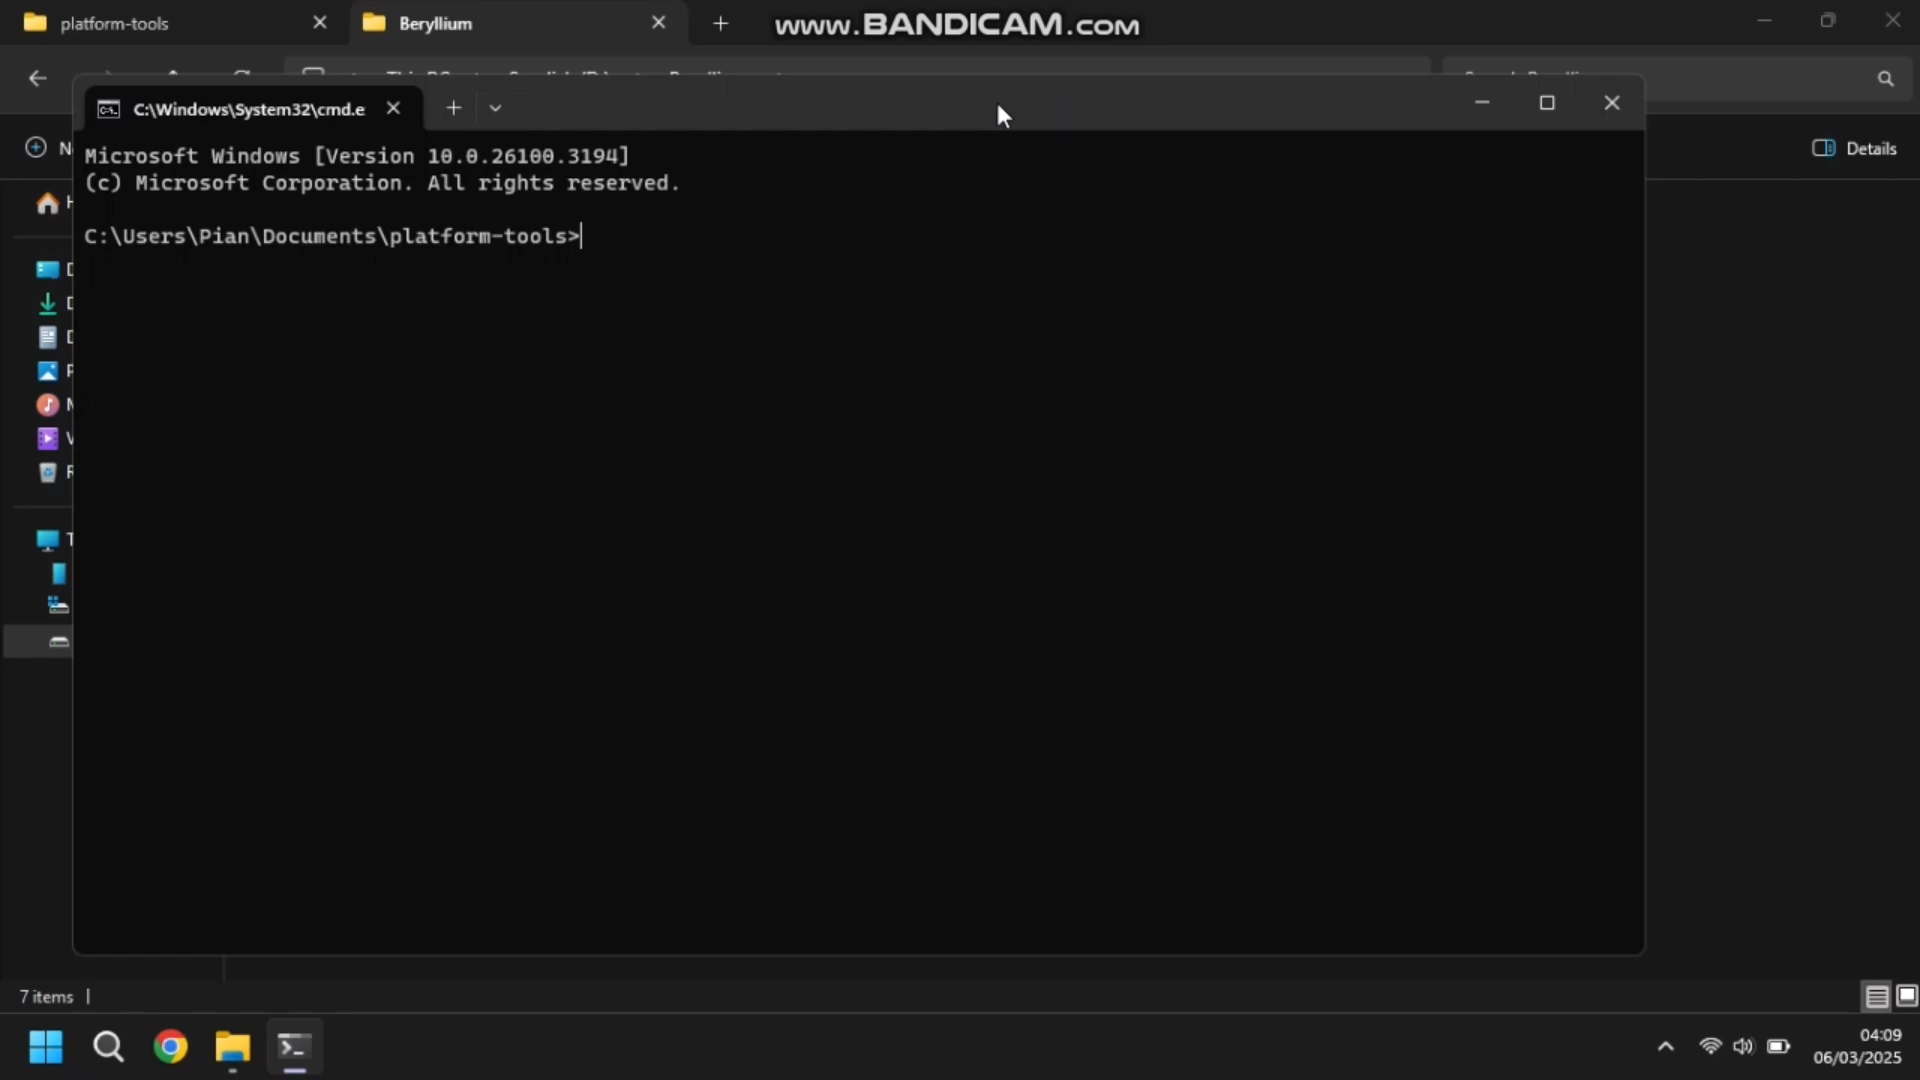 platform-tools
Beryllium
www.BANDICAM.com
C:\Windows\System32\cmd.e
Details
Microsoft Windows [Version 10.0.26100.3194]
(c) Microsoft Corporation. All rights reserved.
C:\Users\Pian\Documents\platform-tools>
7 items
04:09
06/03/2025